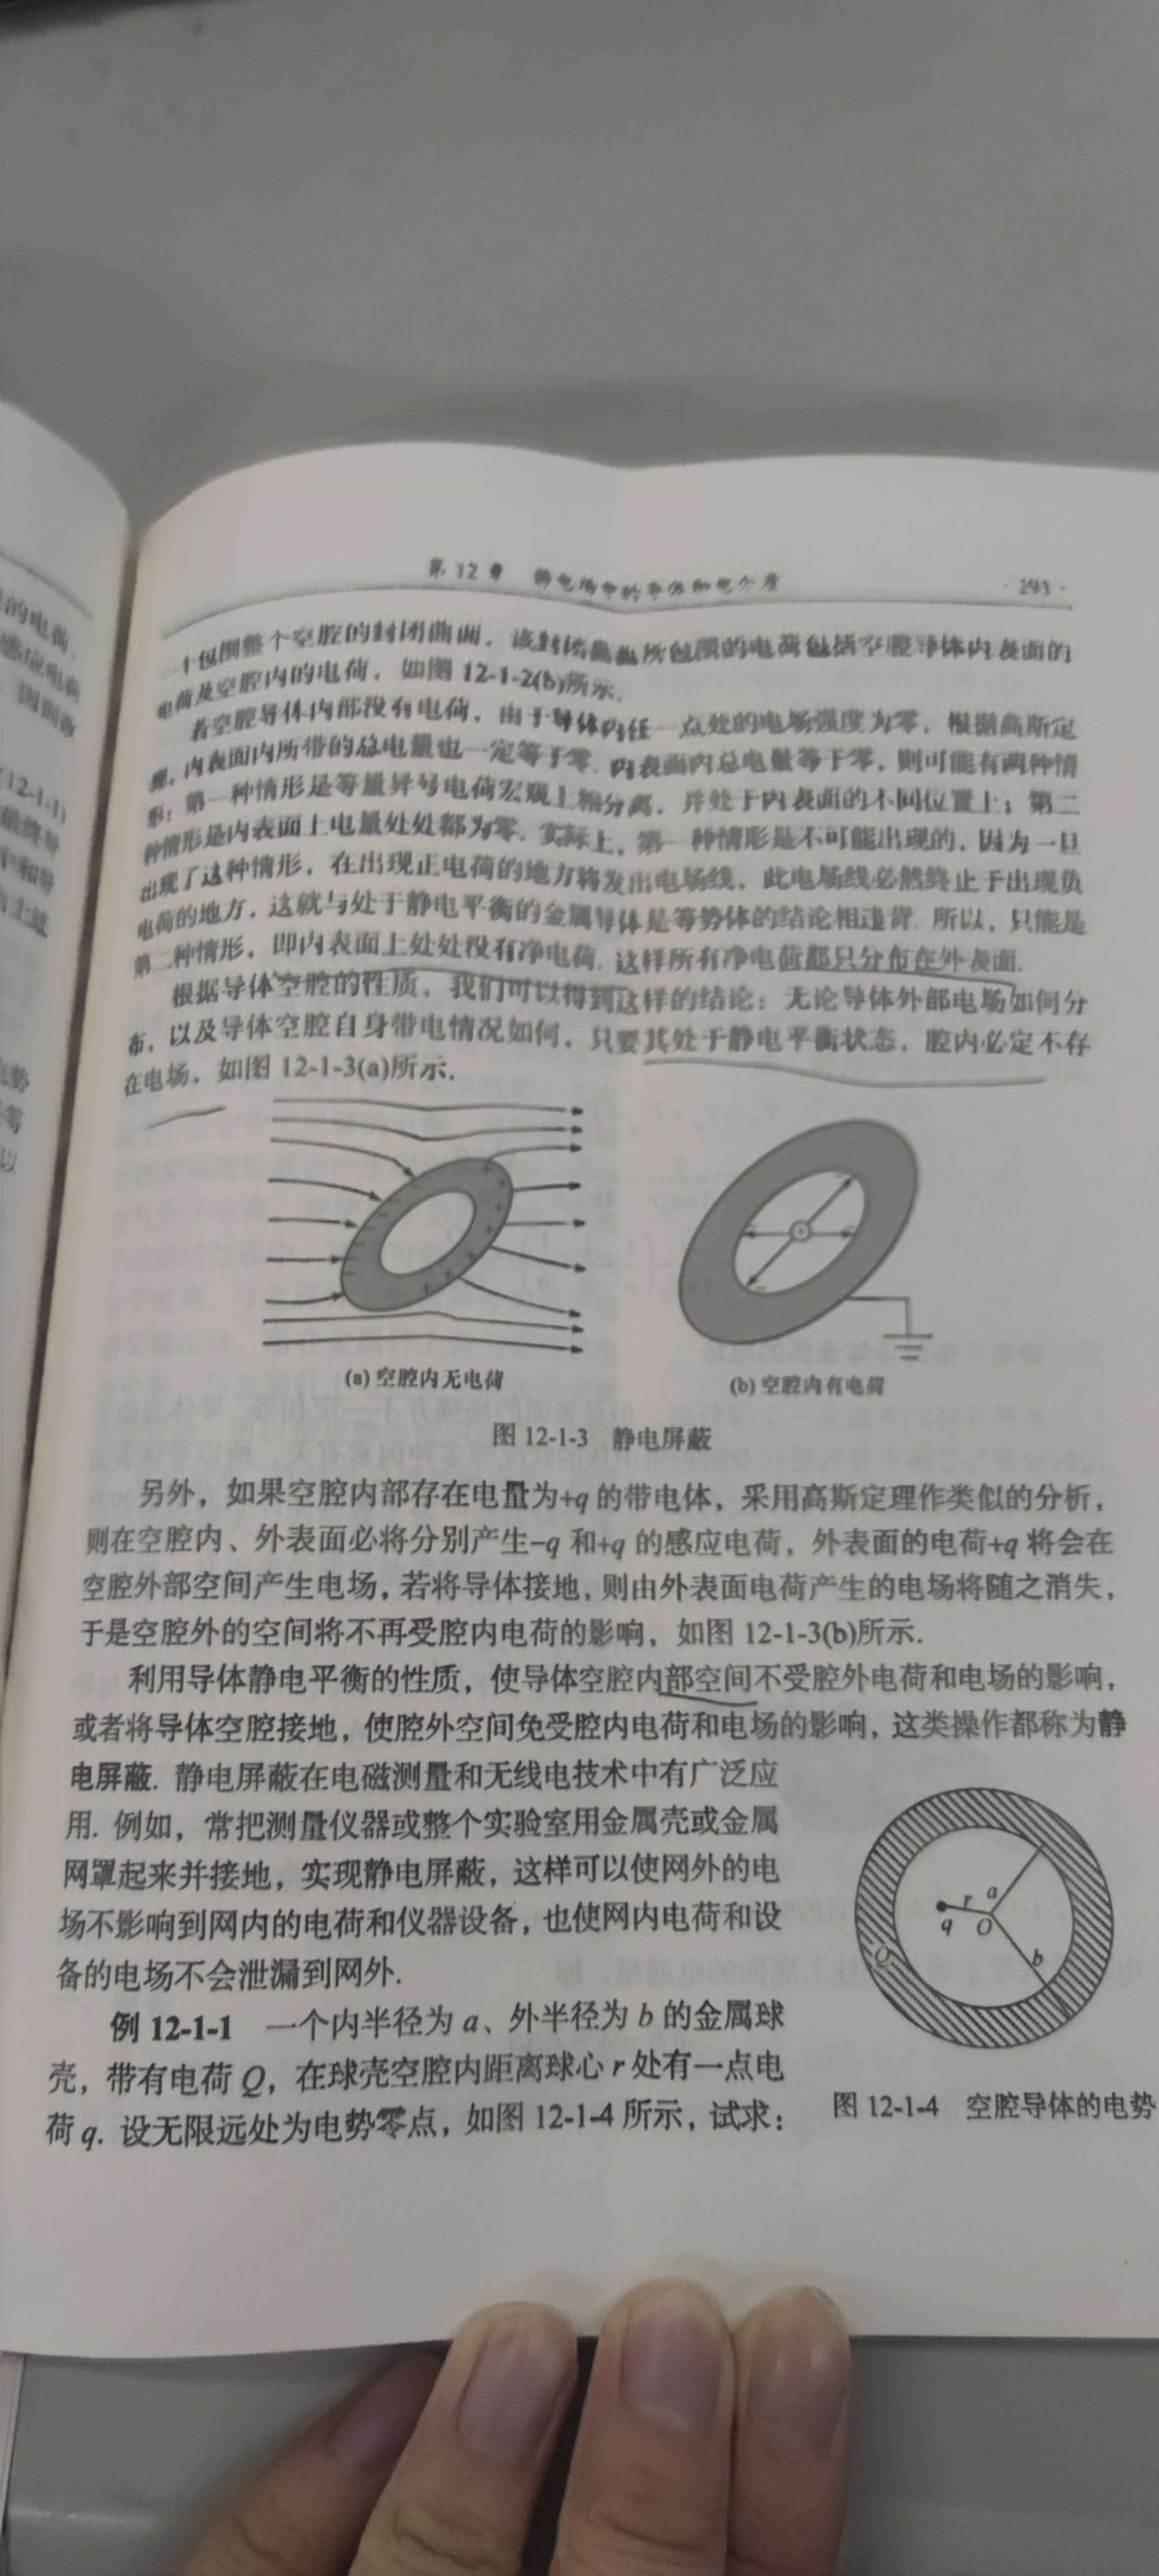 的电荷，
感应电荷
因而敢
(12-1-1)
电势
等
以
第 12 章 静电场中的导体和电介质 · 293 ·
一个包围整个空腔的封闭曲面，该封闭曲面所包围的电荷包括空腔导体内表面的
电荷及空腔内的电荷，如图 12-1-2(b)所示.
若空腔导体内部没有电荷，由于导体内任一点处的电场强度为零，根据高斯定
理，内表面内所带的总电量也一定等于零. 内表面内总电量等于零，则可能有两种情
形：第一种情形是等量异号电荷宏观上相分离，并处于内表面的不同位置上；第二
种情形是内表面上电量处处都为零. 实际上，第一种情形是不可能出现的，因为一旦
出现了这种情形，在出现正电荷的地方将发出电场线，此电场线必然终止于出现负
电荷的地方，这就与处于静电平衡的金属导体是等势体的结论相违背. 所以，只能是
第二种情形，即内表面上处处没有净电荷. 这样所有净电荷都只分布在外表面.
根据导体空腔的性质，我们可以得到这样的结论：无论导体外部电场如何分
布，以及导体空腔自身带电情况如何，只要其处于静电平衡状态，腔内必定不存
在电场，如图 12-1-3(a)所示.
(a) 空腔内无电荷
(b) 空腔内有电荷
图 12-1-3 静电屏蔽
另外，如果空腔内部存在电量为+q 的带电体，采用高斯定理作类似的分析，
则在空腔内、外表面必将分别产生−q 和+q 的感应电荷，外表面的电荷+q 将会在
空腔外部空间产生电场，若将导体接地，则由外表面电荷产生的电场将随之消失，
于是空腔外的空间将不再受腔内电荷的影响，如图 12-1-3(b)所示.
利用导体静电平衡的性质，使导体空腔内部空间不受腔外电荷和电场的影响，
或者将导体空腔接地，使腔外空间免受腔内电荷和电场的影响，这类操作都称为静
电屏蔽. 静电屏蔽在电磁测量和无线电技术中有广泛应
用. 例如，常把测量仪器或整个实验室用金属壳或金属
网罩起来并接地，实现静电屏蔽，这样可以使网外的电
场不影响到网内的电荷和仪器设备，也使网内电荷和设
备的电场不会泄漏到网外.
例 12-1-1 一个内半径为 a、外半径为 b 的金属球
壳，带有电荷 Q，在球壳空腔内距离球心 r 处有一点电
荷 q. 设无限远处为电势零点，如图 12-1-4 所示，试求：
r a
q O
b
Q
图 12-1-4 空腔导体的电势